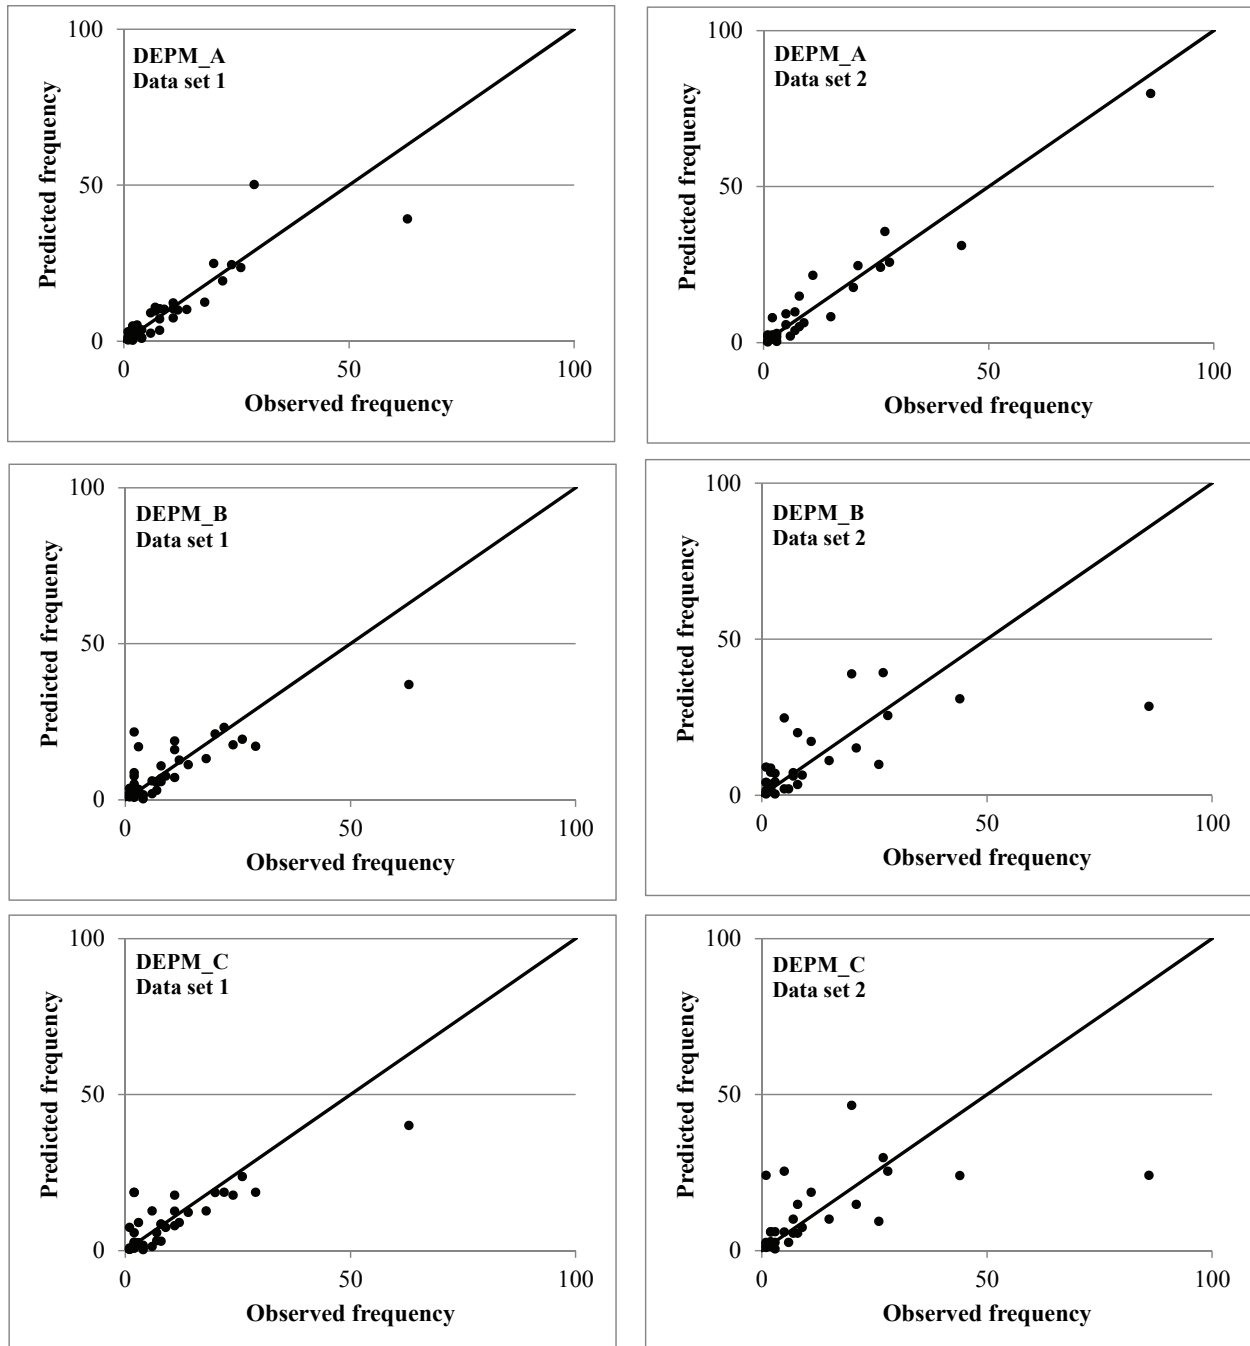 100
DEPM_A
Data set 1
Predicted frequency
50
0
0
50
100
Observed frequency
100
DEPM_A
Data set 2
Predicted frequency
50
0
0
50
100
Observed frequency
100
DEPM_B
Data set 1
Predicted frequency
50
0
0
50
100
Observed frequency
100
DEPM_B
Data set 2
Predicted frequency
50
0
0
50
100
Observed frequency
100
DEPM_C
Data set 1
Predicted frequency
50
0
0
50
100
Observed frequency
100
DEPM_C
Data set 2
Predicted frequency
50
0
0
50
100
Observed frequency